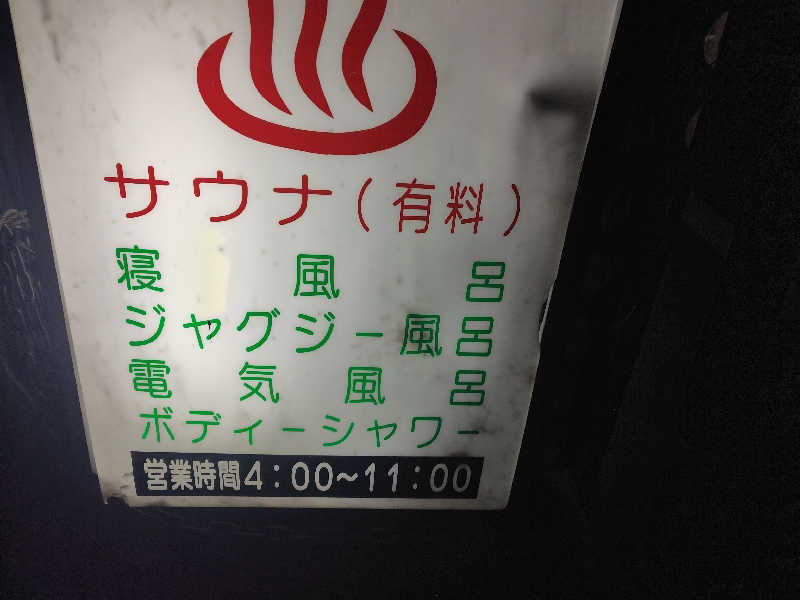 サウナ(有料)
寝風呂
ジャグジー風呂
電気風呂
ボディーシャワー
営業時間4:00~11:00